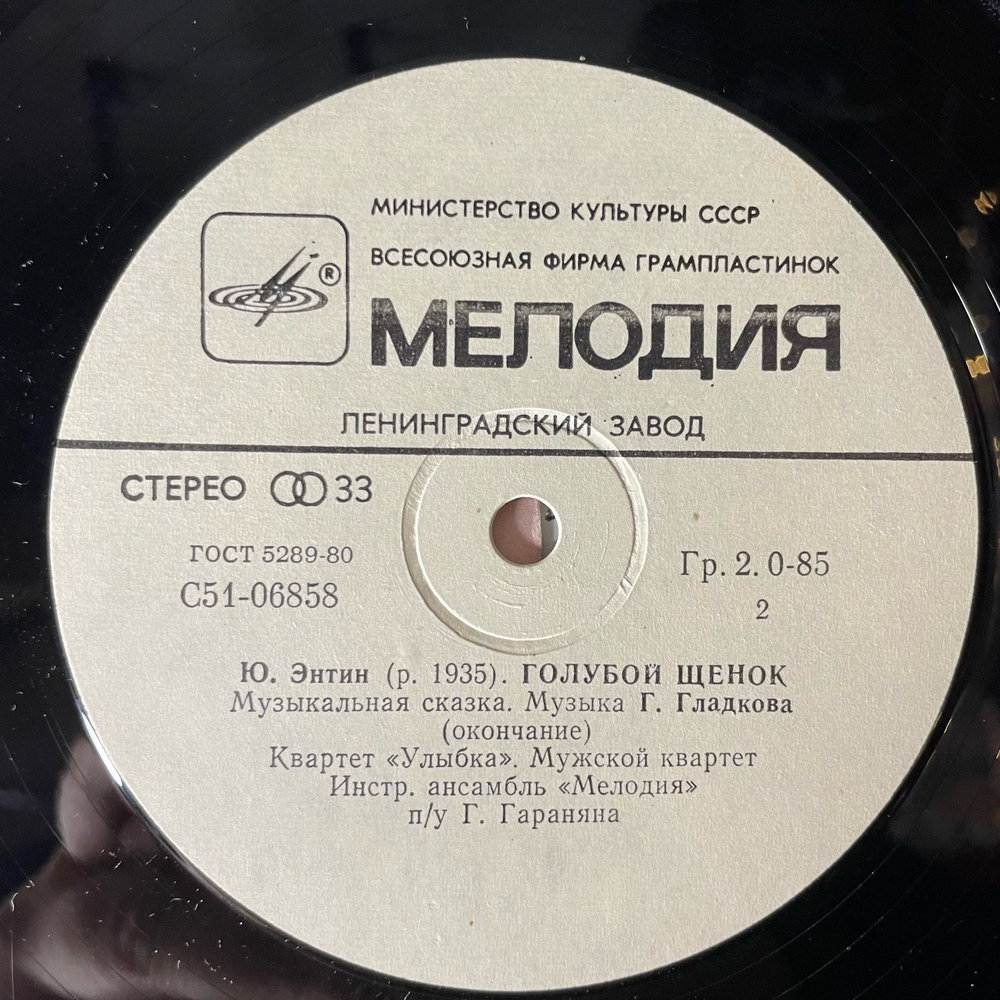 МИНИСТЕРСТВО КУЛЬТУРЫ СССР
ВСЕСОЮЗНАЯ ФИРМА ГРАМПЛАСТИНОК
®
МЕЛОДИЯ
ЛЕНИНГРАДСКИЙ ЗАВОД
СТЕРЕО 33
ГОСТ 5289-80
С51-06858
Гр. 2. 0-85
2
Ю. Энтин (р. 1935). ГОЛУБОЙ ЩЕНОК
Музыкальная сказка. Музыка Г. Гладкова
(окончание)
Квартет «Улыбка». Мужской квартет
Инстр. ансамбль «Мелодия»
п/у Г. Гараняна